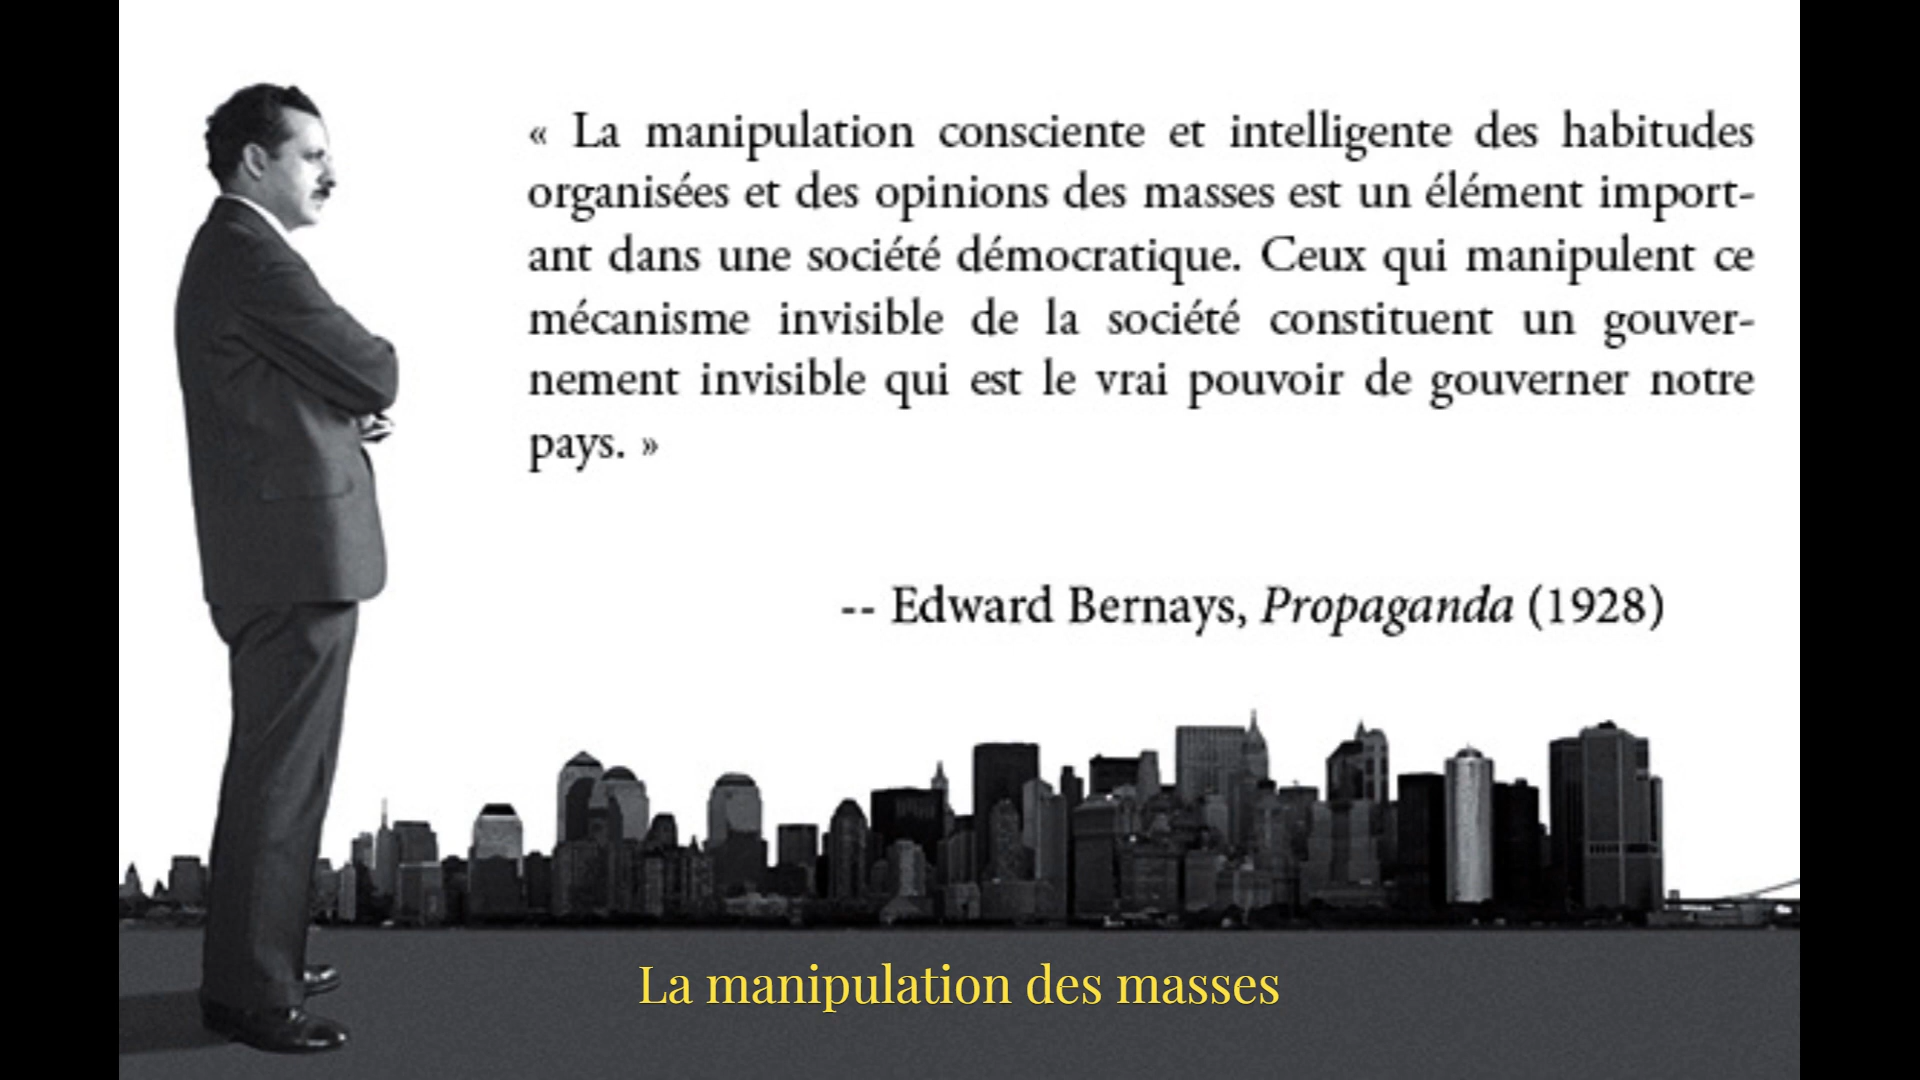 « La manipulation consciente et intelligente des habitudes
organisées et des opinions des masses est un élément import-
ant dans une société démocratique. Ceux qui manipulent ce
mécanisme invisible de la société constituent un gouver-
nement invisible qui est le vrai pouvoir de gouverner notre
pays. »
-- Edward Bernays, Propaganda (1928)
La manipulation des masses